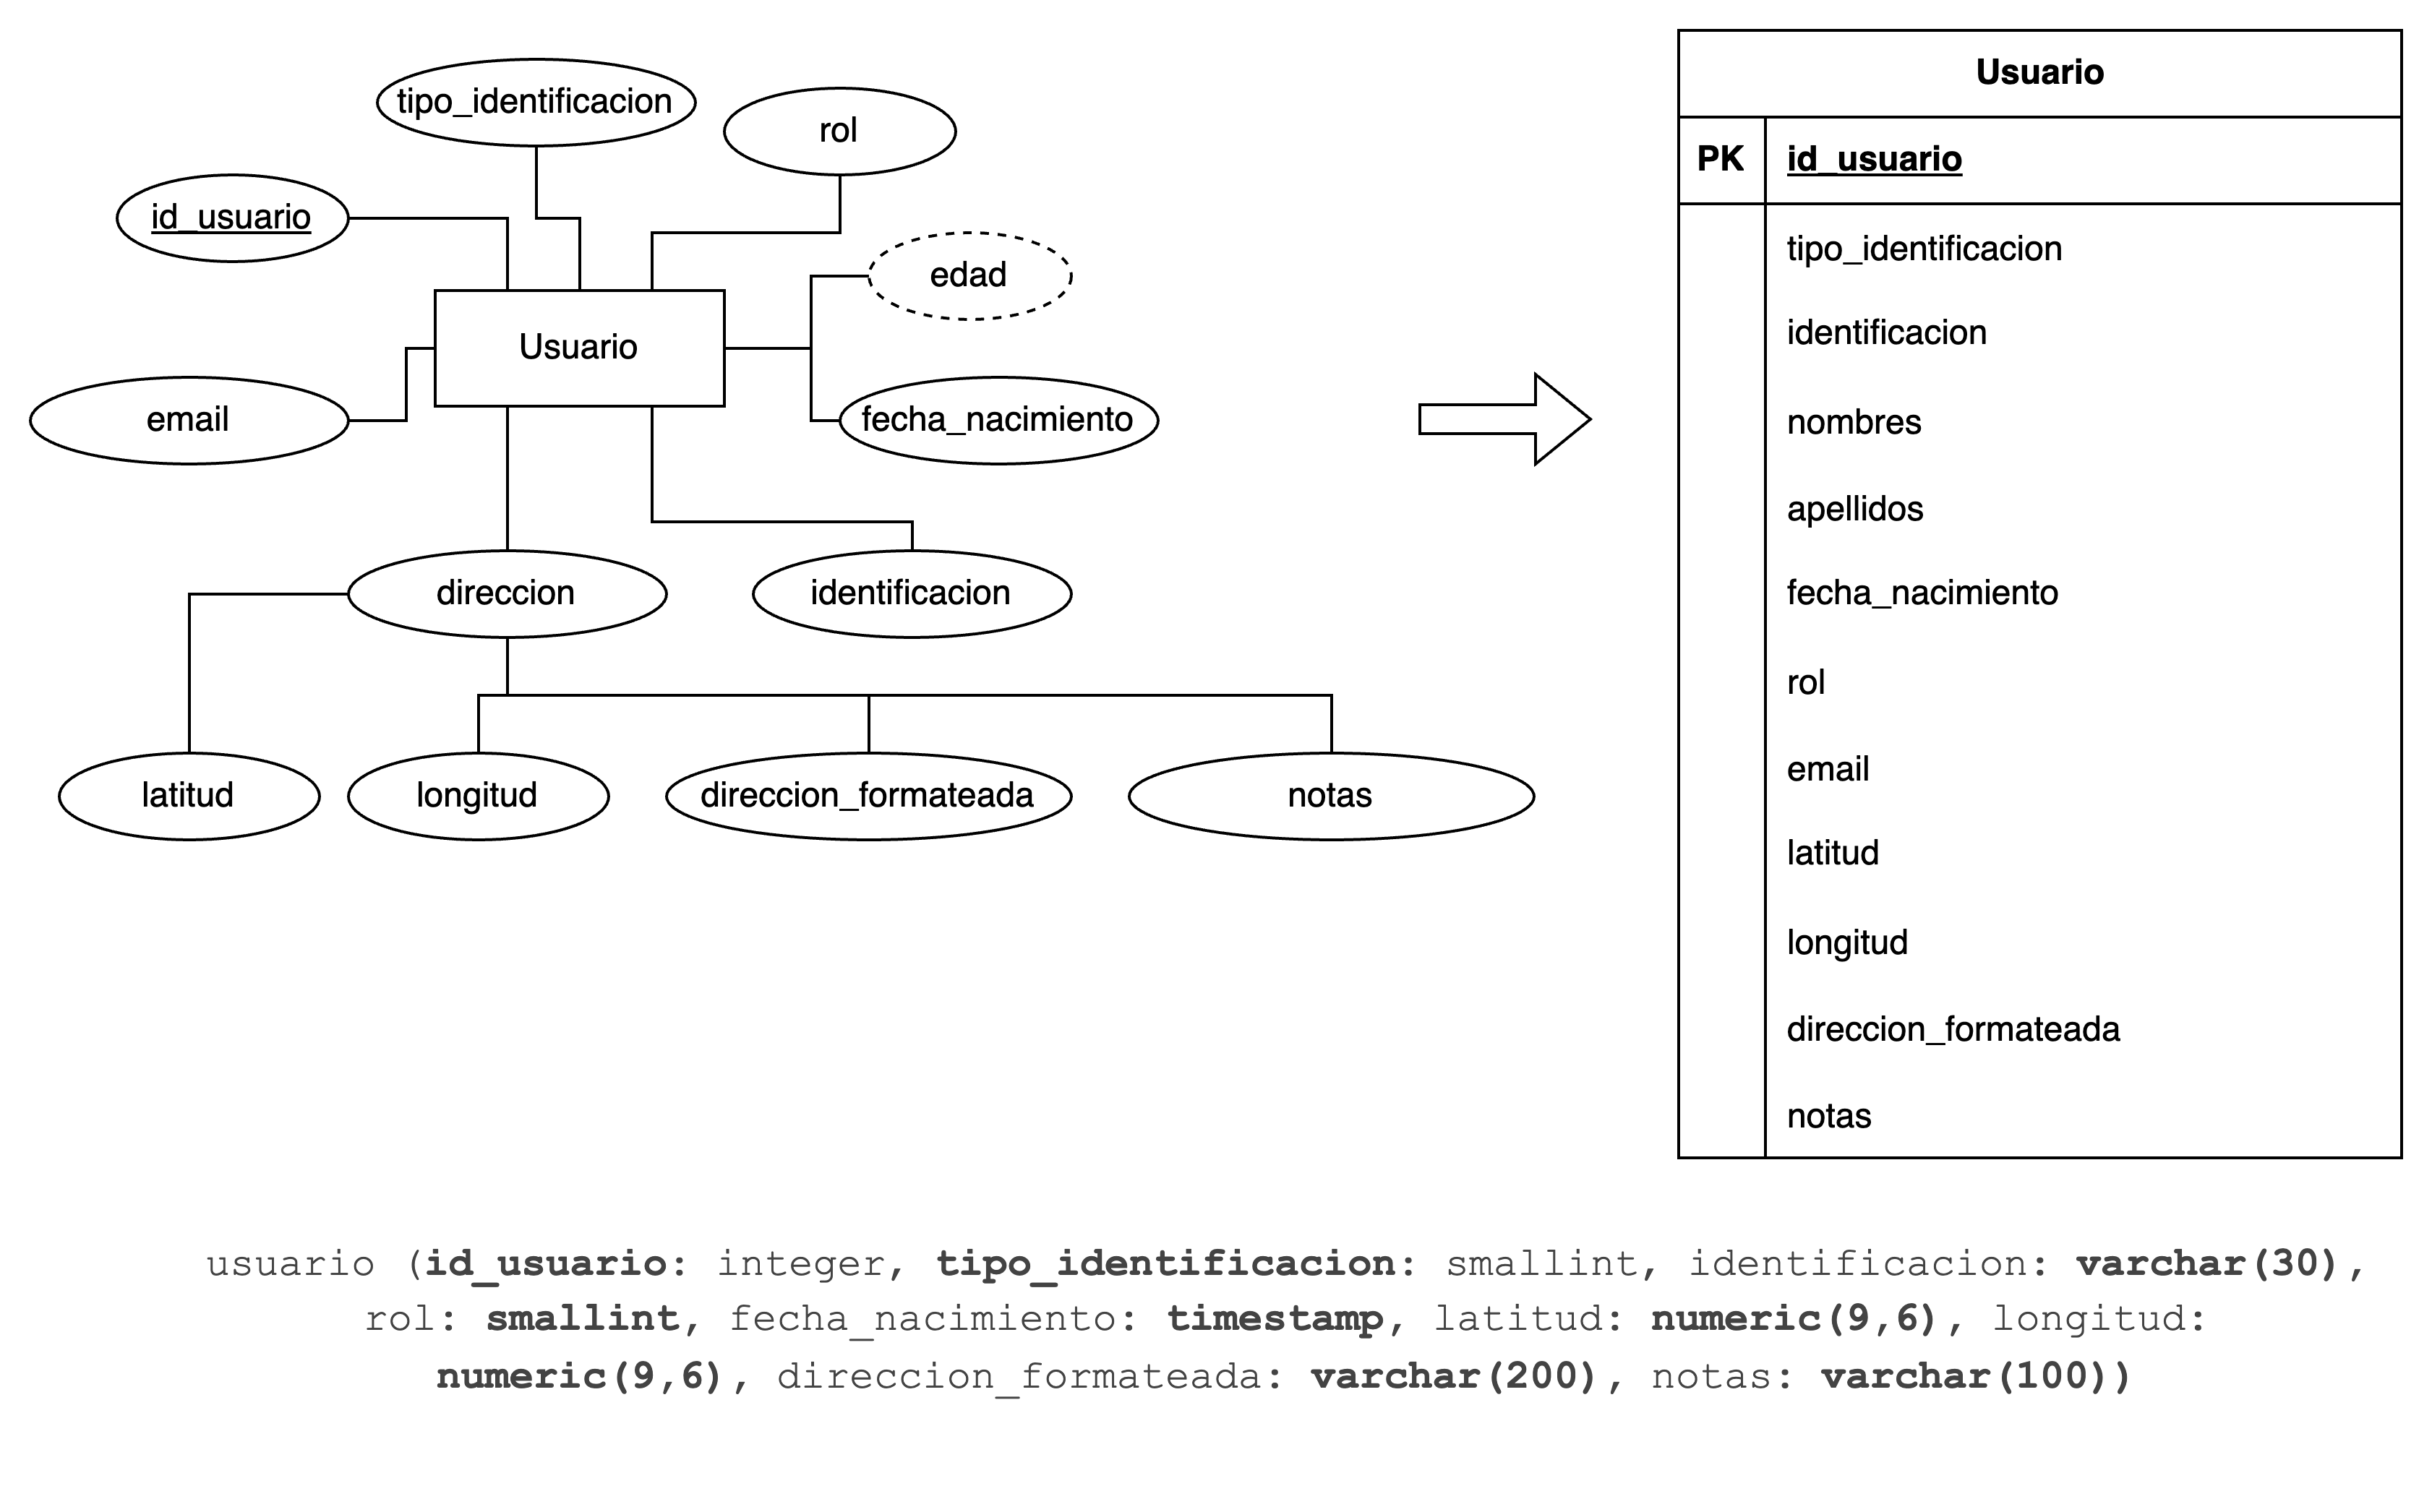 tipo_identificacion
rol
id_usuario
edad
Usuario
email
fecha_nacimiento
direccion
identificacion
latitud
longitud
direccion_formateada
notas
Usuario
PK
id_usuario
tipo_identificacion
identificacion
nombres
apellidos
fecha_nacimiento
rol
email
latitud
longitud
direccion_formateada
notas
usuario (id_usuario: integer, tipo_identificacion: smallint, identificacion: varchar(30),
rol: smallint, fecha_nacimiento: timestamp, latitud: numeric(9,6), longitud:
numeric(9,6), direccion_formateada: varchar(200), notas: varchar(100))